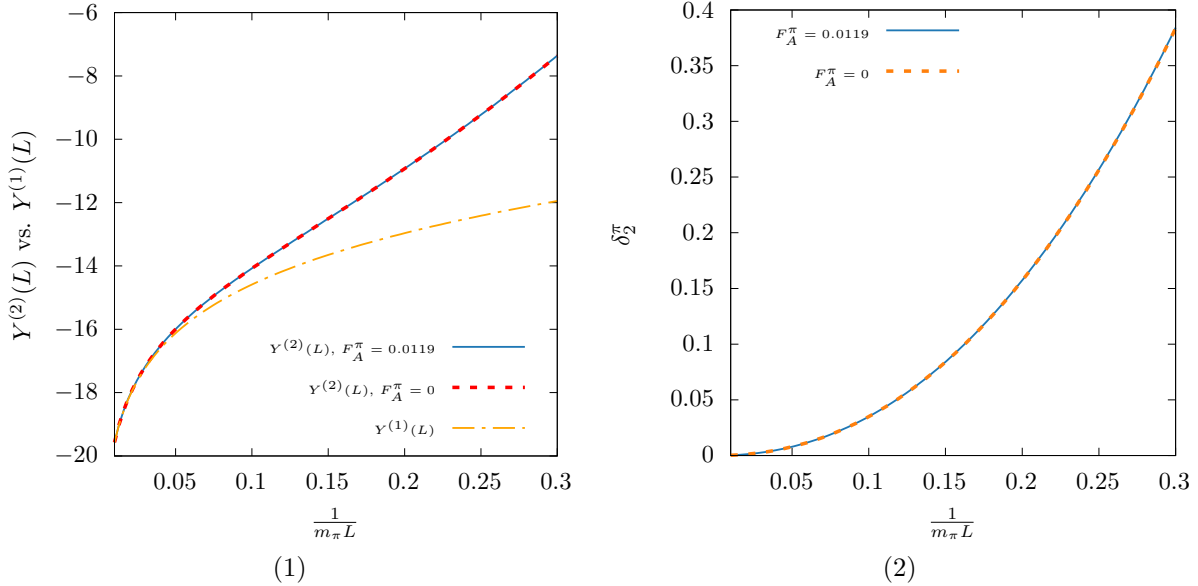 Y^{(2)}(L) vs. Y^{(1)}(L)
−6
−8
−10
−12
−14
−16
−18
−20
Y^{(2)}(L), F_A^π = 0.0119
Y^{(2)}(L), F_A^π = 0
Y^{(1)}(L)
0.05 0.1 0.15 0.2 0.25 0.3
\frac{1}{m_π L}
(1)
δ_2^π
0.4
0.35
0.3
0.25
0.2
0.15
0.1
0.05
0
F_A^π = 0.0119
F_A^π = 0
0.05 0.1 0.15 0.2 0.25 0.3
\frac{1}{m_π L}
(2)